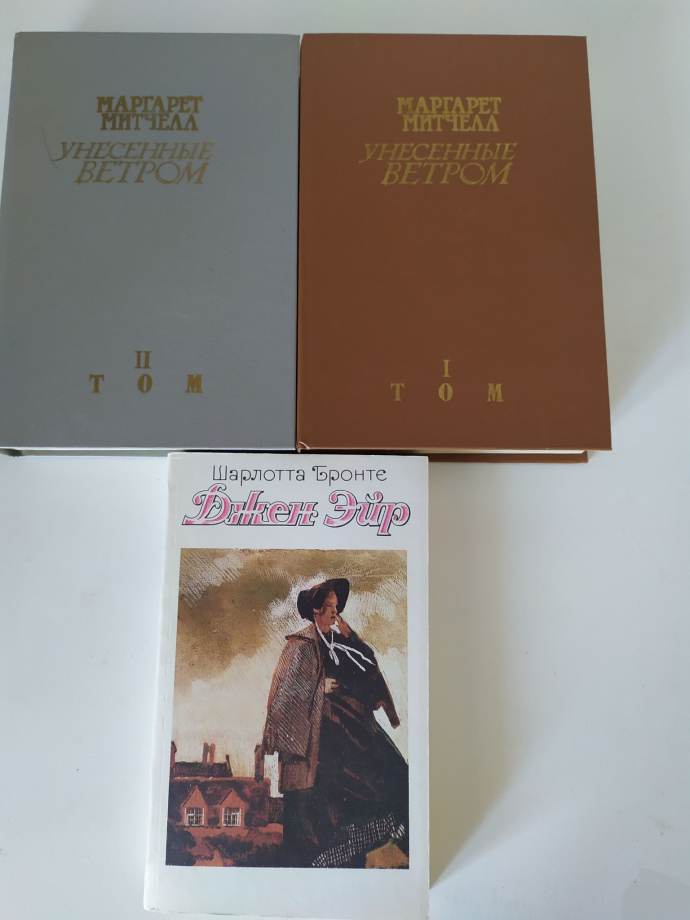 МАРГАРЕТ
МИТЧЕЛЛ
УНЕСЕННЫЕ
ВЕТРОМ
II
ТОМ
МАРГАРЕТ
МИТЧЕЛЛ
УНЕСЕННЫЕ
ВЕТРОМ
I
ТОМ
Шарлотта Бронте
Джен Эйр